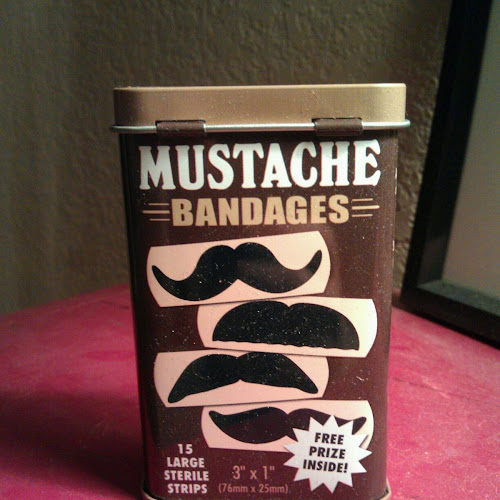 MUSTACHE
BANDAGES
15
LARGE
STERILE
STRIPS
3" x 1"
(76mm x 25mm)
FREE
PRIZE
INSIDE!